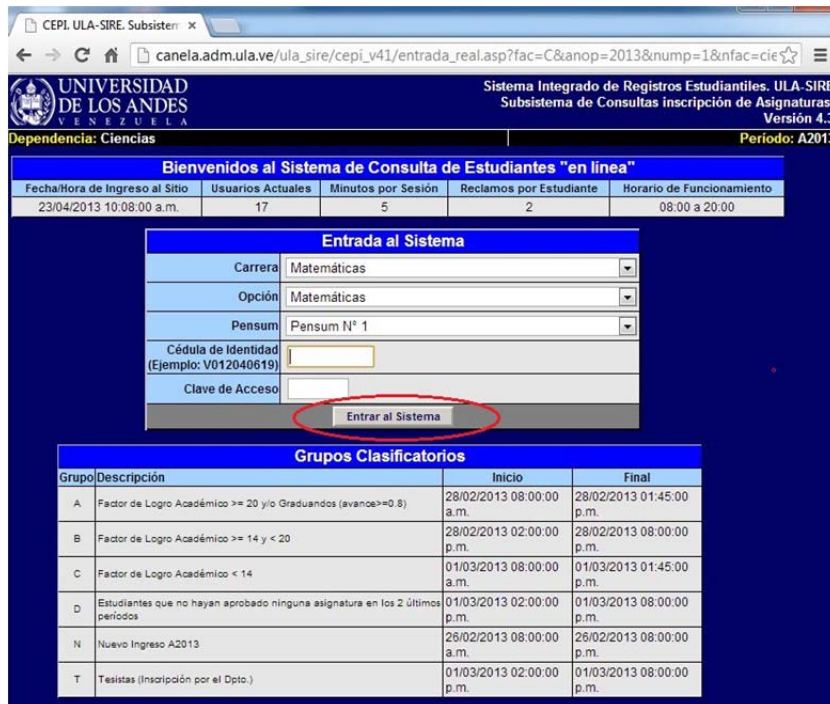 CEPI. ULA-SIRE. Subsistem
canela.adm.ula.ve/ula_sire/cepi_v41/entrada_real.asp?fac=C&anop=2013&nump=1&nfac=cie
UNIVERSIDAD
DE LOS ANDES
VENEZUELA
Sistema Integrado de Registros Estudiantiles. ULA-SIRE
Subsistema de Consultas inscripción de Asignaturas
Versión 4.3
Dependencia: Ciencias
Período: A2013
Bienvenidos al Sistema de Consulta de Estudiantes "en línea"
Fecha/Hora de Ingreso al Sitio Usuarios Actuales Minutos por Sesión Reclamos por Estudiante Horario de Funcionamiento
23/04/2013 10:08:00 a.m. 17 5 2 08:00 a 20:00
Entrada al Sistema
Carrera Matemáticas
Opción Matemáticas
Pensum Pensum N° 1
Cédula de Identidad
(Ejemplo: V012040619)
Clave de Acceso
Entrar al Sistema
Grupos Clasificatorios
Grupo Descripción Inicio Final
A Factor de Logro Académico >= 20 y/o Graduandos (avance>=0.8) 28/02/2013 08:00:00 a.m. 28/02/2013 01:45:00 p.m.
B Factor de Logro Académico >= 14 y < 20 28/02/2013 02:00:00 p.m. 28/02/2013 08:00:00 p.m.
C Factor de Logro Académico < 14 01/03/2013 08:00:00 a.m. 01/03/2013 01:45:00 p.m.
D Estudiantes que no hayan aprobado ninguna asignatura en los 2 últimos períodos 01/03/2013 02:00:00 p.m. 01/03/2013 08:00:00 p.m.
N Nuevo Ingreso A2013 26/02/2013 08:00:00 a.m. 26/02/2013 08:00:00 p.m.
T Tesistas (Inscripción por el Dpto.) 01/03/2013 02:00:00 p.m. 01/03/2013 08:00:00 p.m.